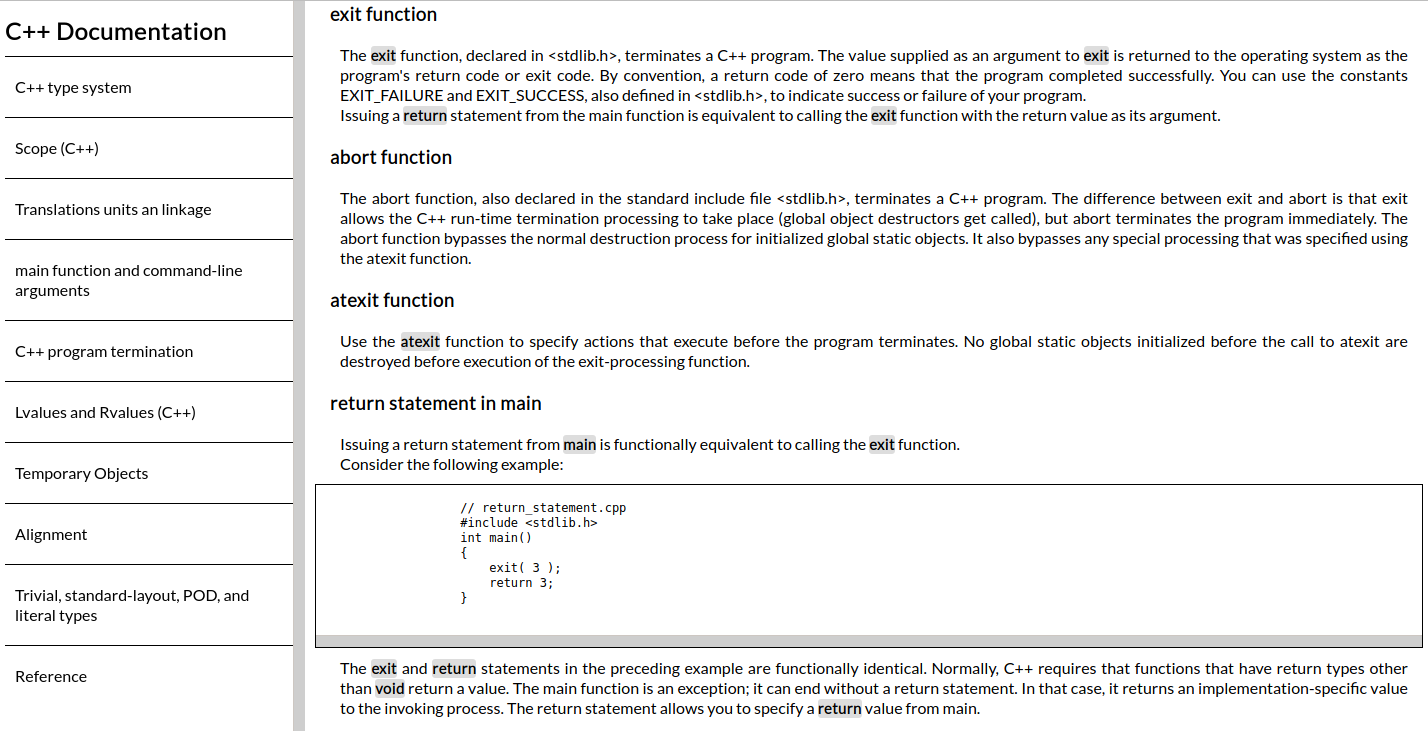 C++ Documentation
C++ type system
Scope (C++)
Translations units an linkage
main function and command-line
arguments
C++ program termination
Lvalues and Rvalues (C++)
Temporary Objects
Alignment
Trivial, standard-layout, POD, and
literal types
Reference
exit function
The exit function, declared in <stdlib.h>, terminates a C++ program. The value supplied as an argument to exit is returned to the operating system as the
program's return code or exit code. By convention, a return code of zero means that the program completed successfully. You can use the constants
EXIT_FAILURE and EXIT_SUCCESS, also defined in <stdlib.h>, to indicate success or failure of your program.
Issuing a return statement from the main function is equivalent to calling the exit function with the return value as its argument.
abort function
The abort function, also declared in the standard include file <stdlib.h>, terminates a C++ program. The difference between exit and abort is that exit
allows the C++ run-time termination processing to take place (global object destructors get called), but abort terminates the program immediately. The
abort function bypasses the normal destruction process for initialized global static objects. It also bypasses any special processing that was specified using
the atexit function.
atexit function
Use the atexit function to specify actions that execute before the program terminates. No global static objects initialized before the call to atexit are
destroyed before execution of the exit-processing function.
return statement in main
Issuing a return statement from main is functionally equivalent to calling the exit function.
Consider the following example:
// return_statement.cpp
#include <stdlib.h>
int main()
{
    exit( 3 );
    return 3;
}
The exit and return statements in the preceding example are functionally identical. Normally, C++ requires that functions that have return types other
than void return a value. The main function is an exception; it can end without a return statement. In that case, it returns an implementation-specific value
to the invoking process. The return statement allows you to specify a return value from main.